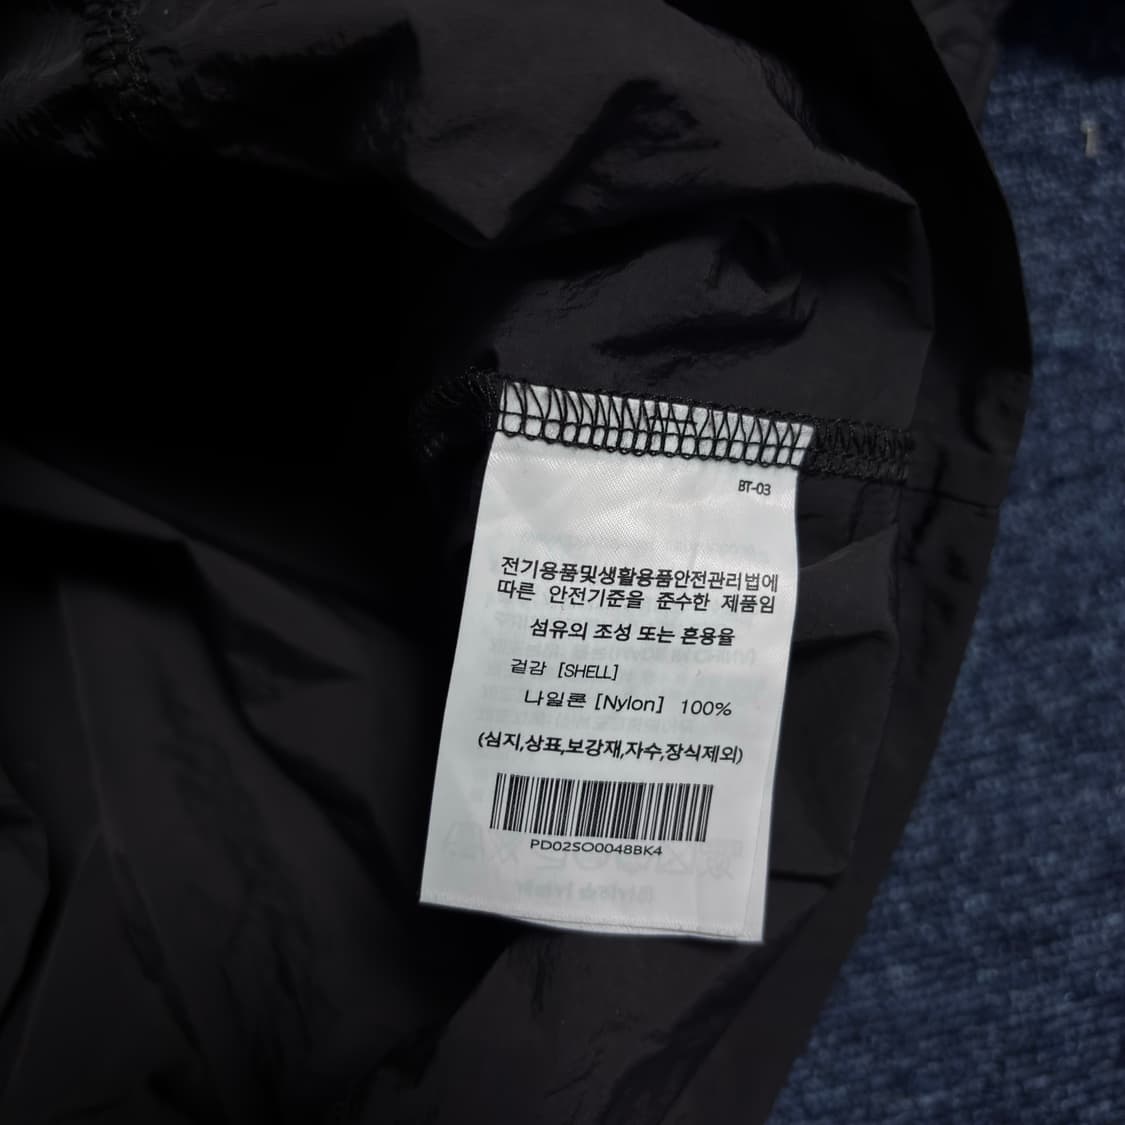 BT-03
전기용품및생활용품안전관리법에
따른 안전기준을 준수한 제품임
섬유의 조성 또는 혼용율
겉감 [SHELL]
나일론 [Nylon] 100%
(심지,상표,보강재,자수,장식제외)
PD02SO0048BK4